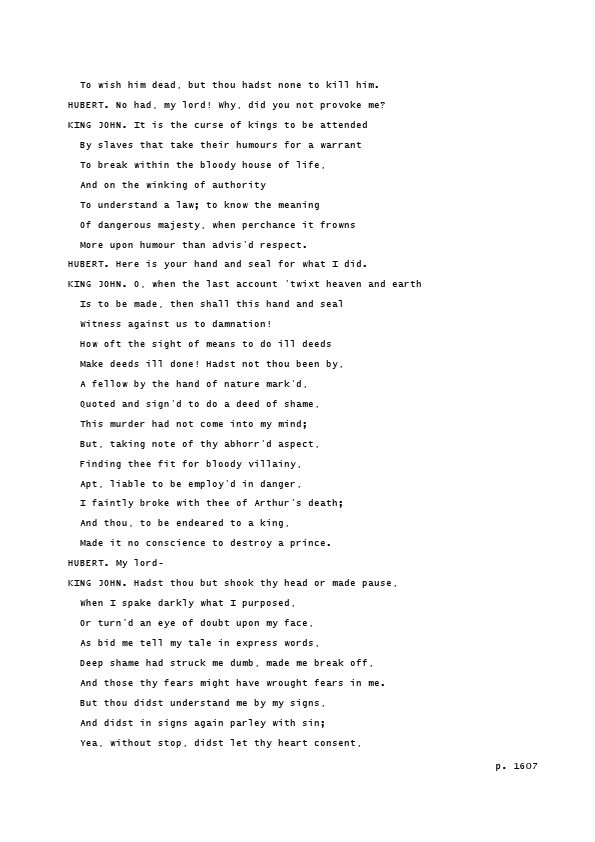 To wish him dead, but thou hadst none to kill him.
HUBERT. No had, my lord! Why, did you not provoke me?
KING JOHN. It is the curse of kings to be attended
By slaves that take their humours for a warrant
To break within the bloody house of life,
And on the winking of authority
To understand a law; to know the meaning
Of dangerous majesty, when perchance it frowns
More upon humour than advis'd respect.
HUBERT. Here is your hand and seal for what I did.
KING JOHN. O, when the last account 'twixt heaven and earth
Is to be made, then shall this hand and seal
Witness against us to damnation!
How oft the sight of means to do ill deeds
Make deeds ill done! Hadst not thou been by,
A fellow by the hand of nature mark'd,
Quoted and sign'd to do a deed of shame,
This murder had not come into my mind;
But, taking note of thy abhorr'd aspect,
Finding thee fit for bloody villainy,
Apt, liable to be employ'd in danger,
I faintly broke with thee of Arthur's death;
And thou, to be endeared to a king,
Made it no conscience to destroy a prince.
HUBERT. My lord-
KING JOHN. Hadst thou but shook thy head or made pause,
When I spake darkly what I purposed,
Or turn'd an eye of doubt upon my face,
As bid me tell my tale in express words,
Deep shame had struck me dumb, made me break off,
And those thy fears might have wrought fears in me.
But thou didst understand me by my signs,
And didst in signs again parley with sin;
Yea, without stop, didst let thy heart consent,
p. 1607